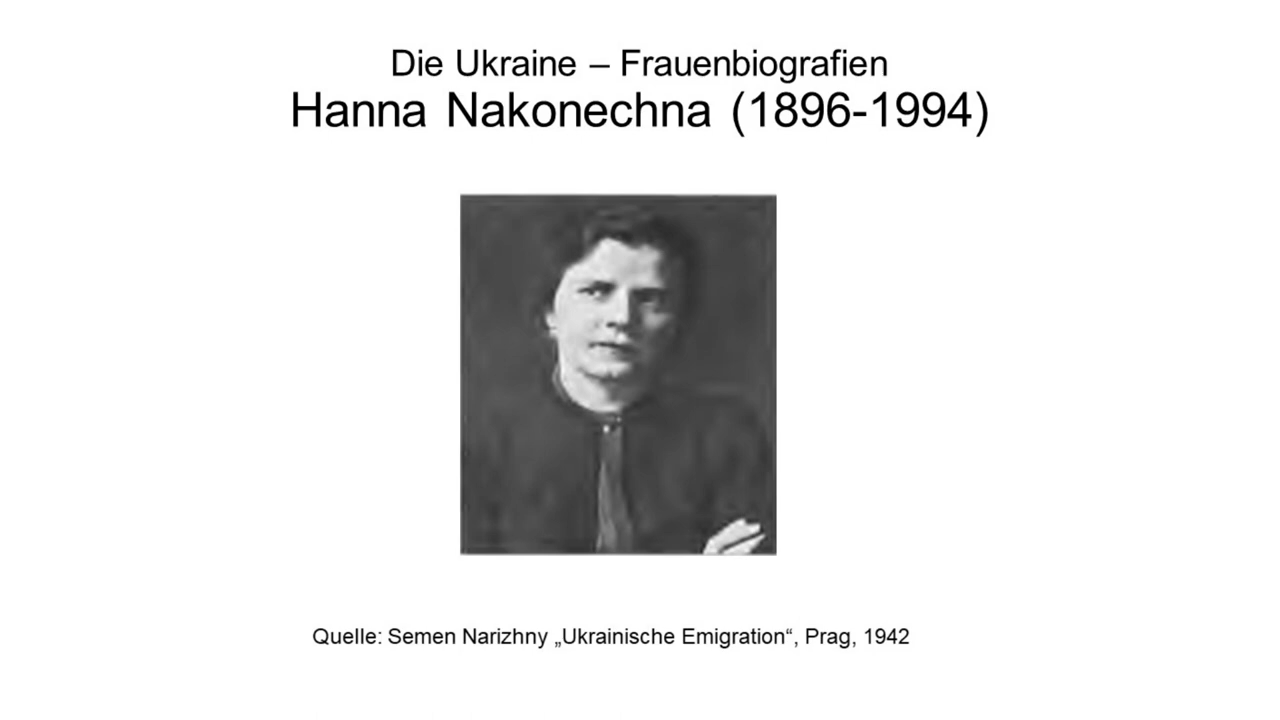 Die Ukraine – Frauenbiografien
Hanna Nakonechna (1896-1994)
Quelle: Semen Narizhny „Ukrainische Emigration“, Prag, 1942